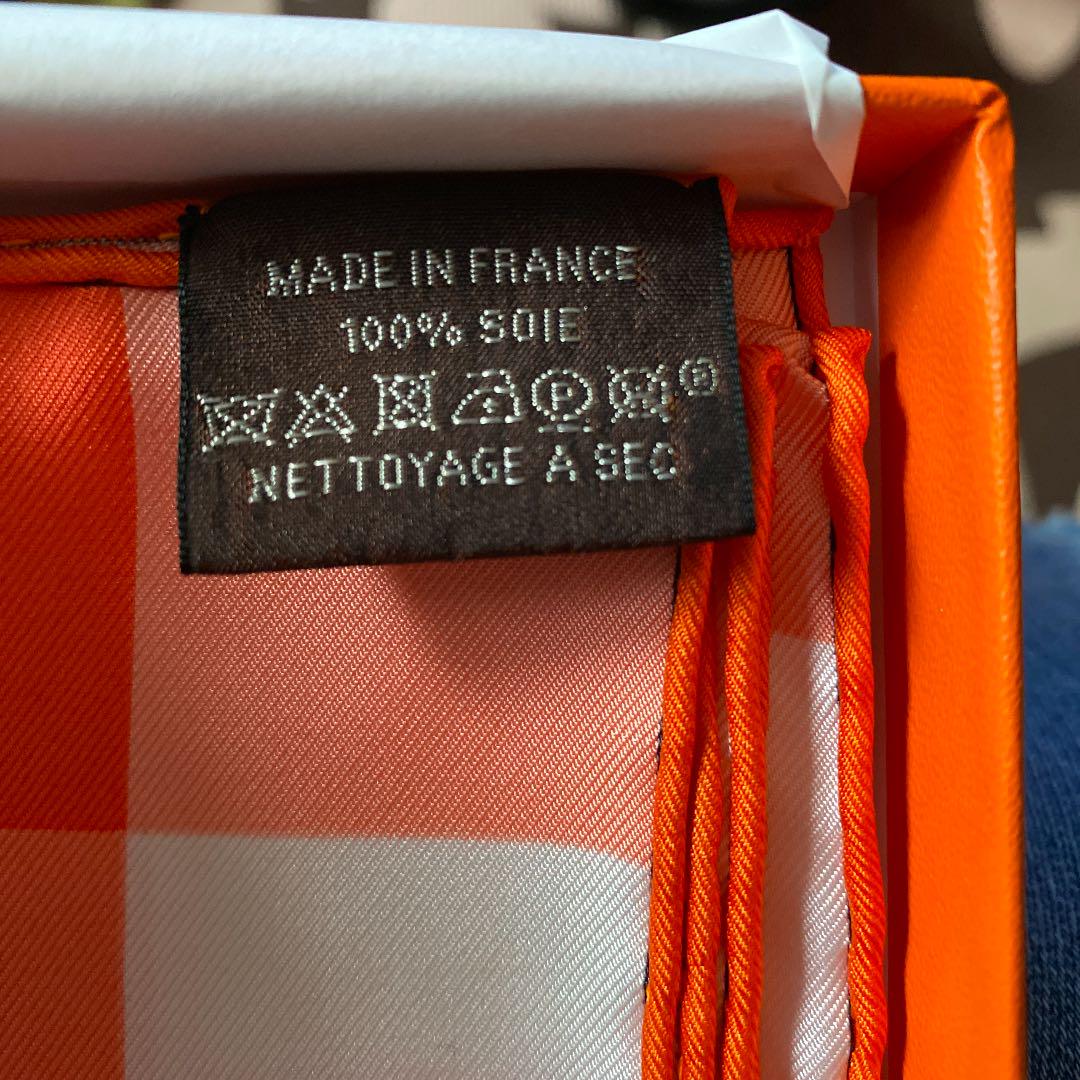 MADE IN FRANCE
100% SOIE
P
NETTOYAGE A SEC